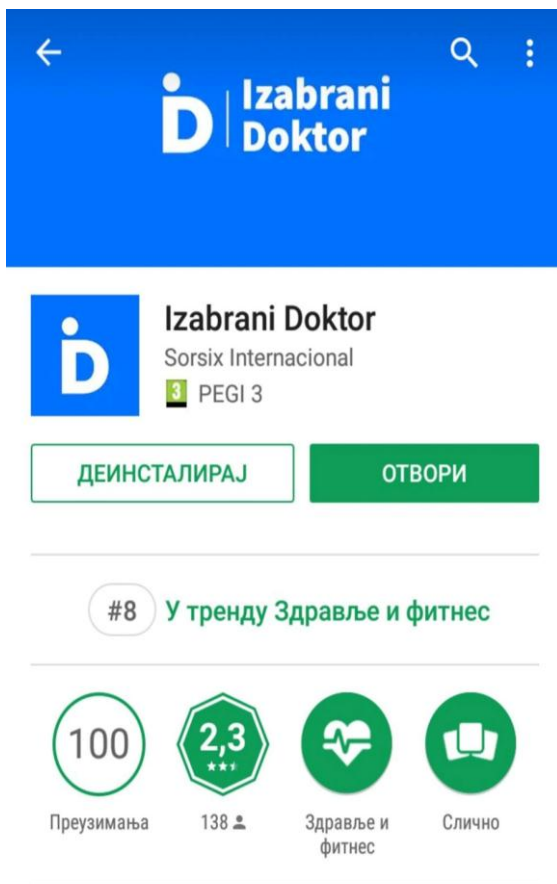 Izabrani
Doktor
Izabrani Doktor
Sorsix Internacional
3 PEGI 3
ДЕИНСТАЛИРАЈ
ОТВОРИ
#8 У тренду Здравље и фитнес
100
2,3
Преузимања
138
Здравље и
фитнес
Слично